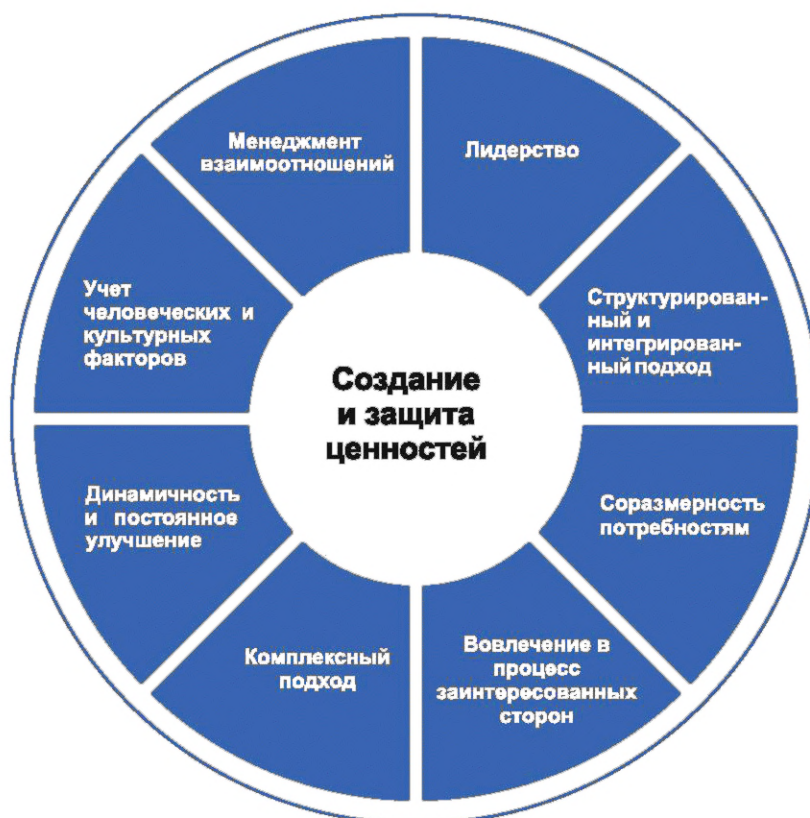 Менеджмент
взаимоотношений
Лидерство
Структурирован-
ный и
интегрирован-
ный подход
Соразмерность
потребностям
Вовлечение в
процесс
заинтересованных
сторон
Комплексный
подход
Динамичность
и постоянное
улучшение
Учет
человеческих и
культурных
факторов
Создание
и защита
ценностей